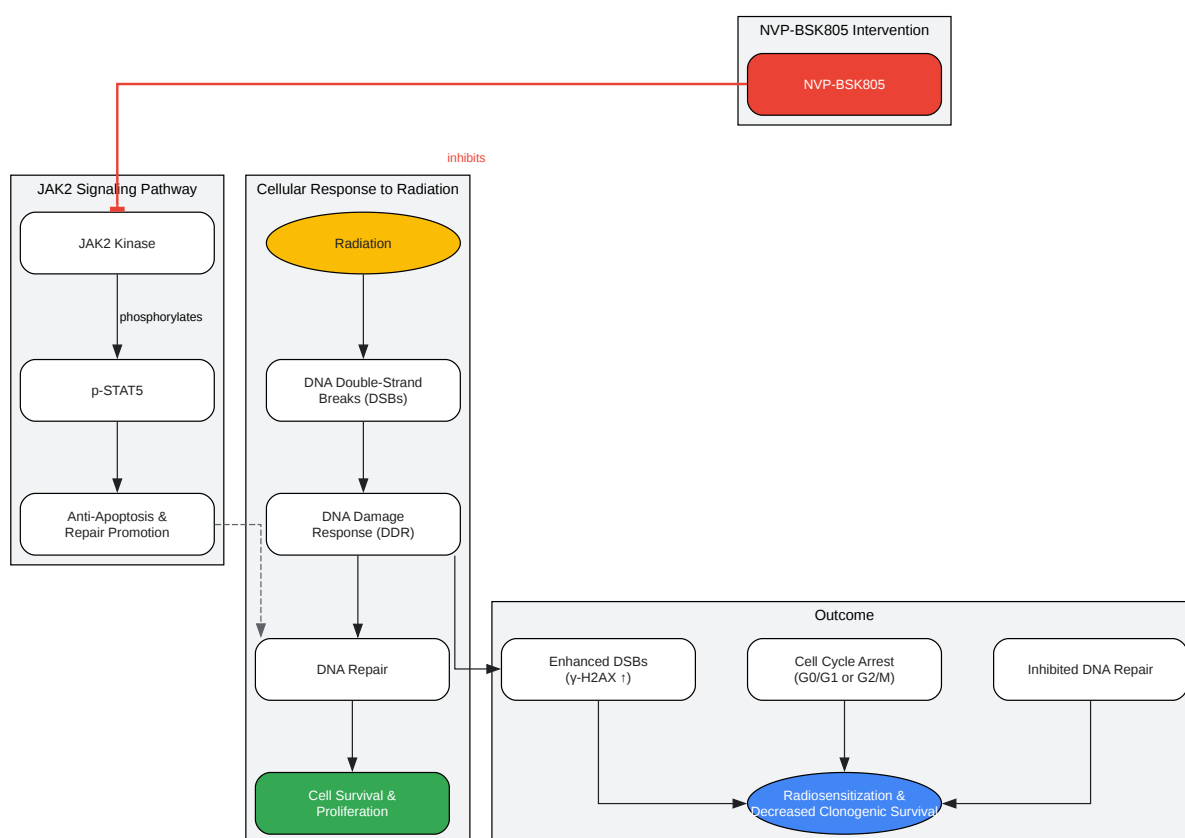 NVP-BSK805 Intervention
NVP-BSK805
inhibits
JAK2 Signaling Pathway
JAK2 Kinase
phosphorylates
p-STAT5
Anti-Apoptosis &
Repair Promotion
Cellular Response to Radiation
Radiation
DNA Double-Strand
Breaks (DSBs)
DNA Damage
Response (DDR)
DNA Repair
Cell Survival &
Proliferation
Outcome
Enhanced DSBs
(γ-H2AX ↑)
Cell Cycle Arrest
(G0/G1 or G2/M)
Inhibited DNA Repair
Radiosensitization &
Decreased Clonogenic Survival